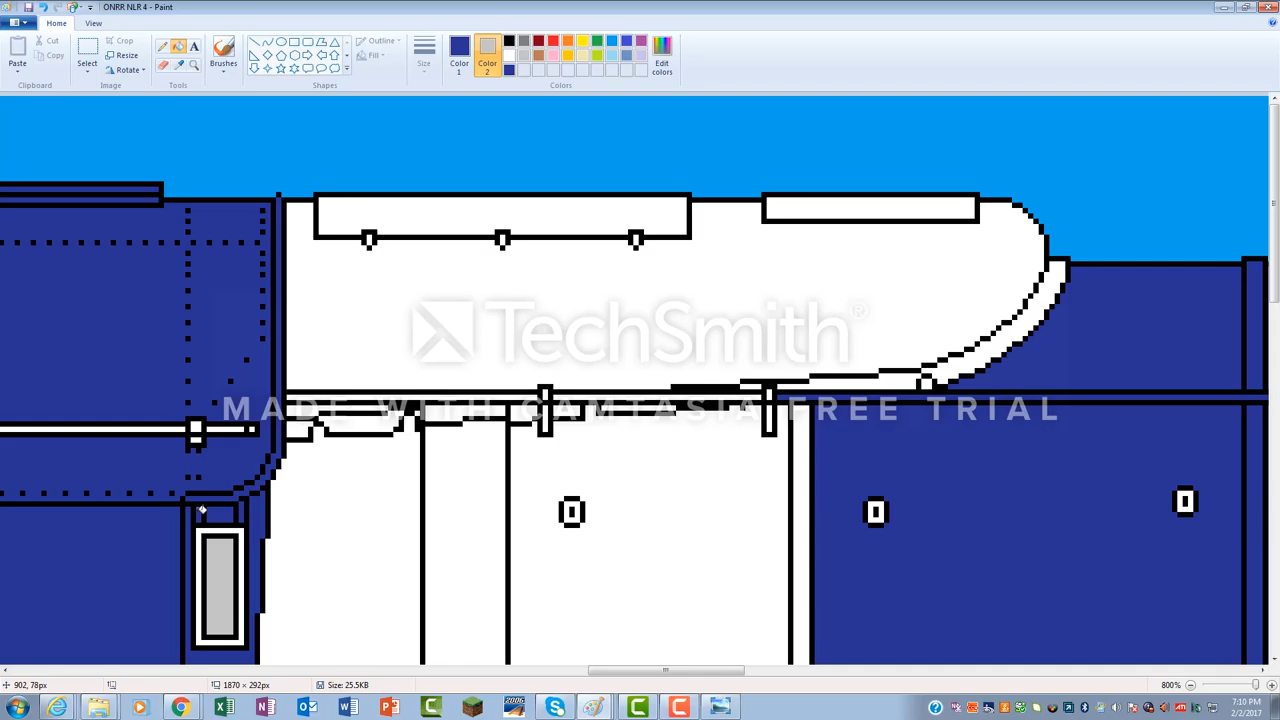 ONRR NLR 4 - Paint
Home View
Paste
Cut
Copy
Clipboard
Select
Crop
Resize
Rotate
Image
A
Tools
Brushes
Outline
Fill
Shapes
Size
Color 1
Color 2
Edit colors
Colors
TechSmith®
MADE WITH CAMTASIA FREE TRIAL
902, 78px
1870 × 292px
Size: 25.5KB
800%
7:10 PM
2/2/2017